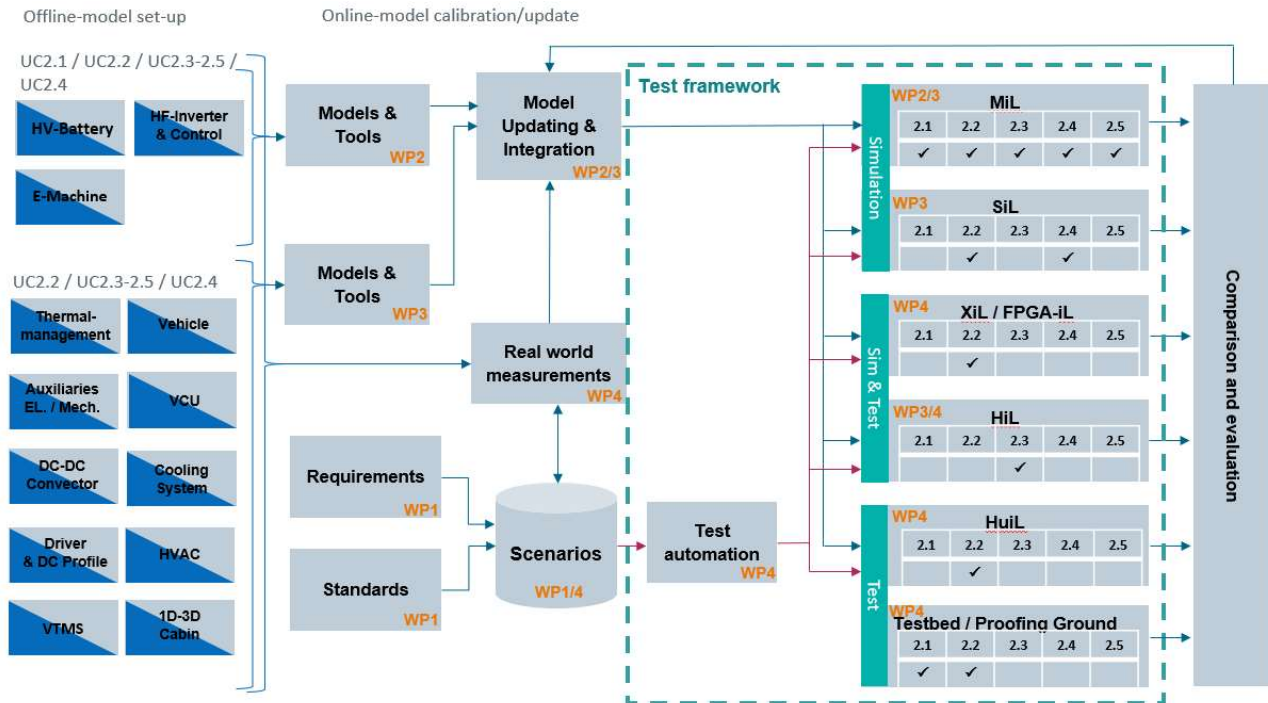 Offline-model set-up
Online-model calibration/update
UC2.1 / UC2.2 / UC2.3-2.5 /
UC2.4
HV-Battery
HF-Inverter
& Control
E-Machine
UC2.2 / UC2.3-2.5 / UC2.4
Thermal-
management
Vehicle
Auxiliaries
EL. / Mech.
VCU
DC-DC
Convector
Cooling
System
Driver
& DC Profile
HVAC
VTMS
1D-3D
Cabin
Models &
Tools
WP2
Models &
Tools
WP3
Model
Updating &
Integration
WP2/3
Real world
measurements
WP4
Requirements
WP1
Standards
WP1
Scenarios
WP1/4
Test framework
Test
automation
WP4
Simulation
WP2/3
MiL
2.1 2.2 2.3 2.4 2.5
✓ ✓ ✓ ✓ ✓
WP3
SiL
2.1 2.2 2.3 2.4 2.5
✓ ✓
Sim & Test
WP4
XiL / FPGA-iL
2.1 2.2 2.3 2.4 2.5
✓
WP3/4
HiL
2.1 2.2 2.3 2.4 2.5
✓
Test
WP4
HuiL
2.1 2.2 2.3 2.4 2.5
✓
WP4
Testbed / Proofing Ground
2.1 2.2 2.3 2.4 2.5
✓ ✓
Comparison and evaluation